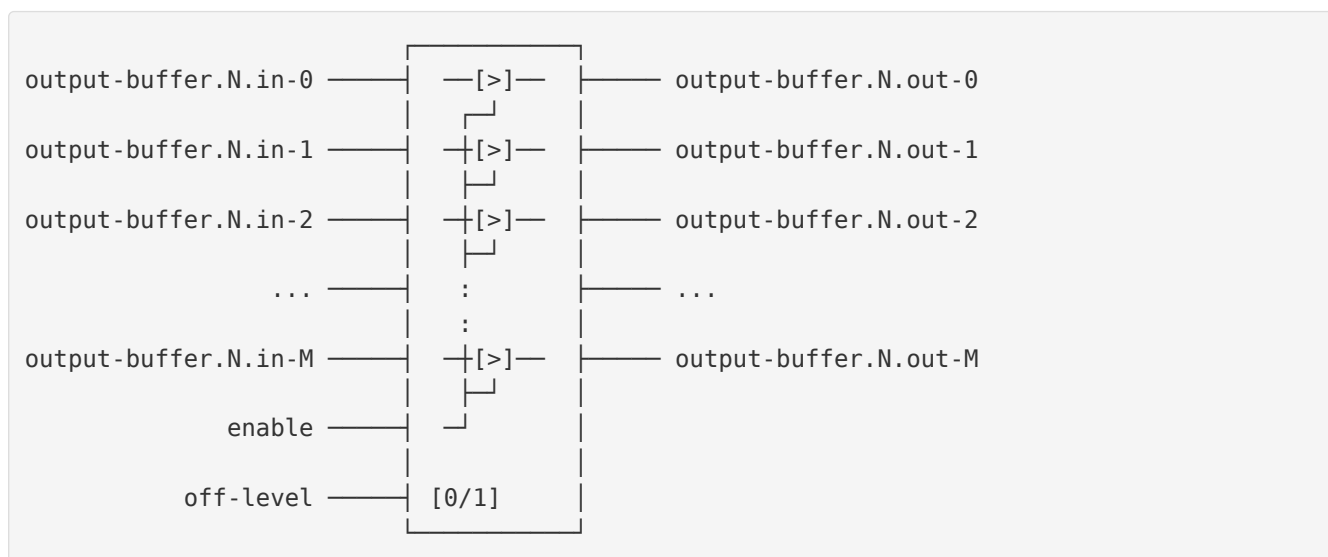 output-buffer.N.in-0 ──[>]── output-buffer.N.out-0
output-buffer.N.in-1 ─┼[>]── output-buffer.N.out-1
output-buffer.N.in-2 ─┼[>]── output-buffer.N.out-2
... : ...
:
output-buffer.N.in-M ─┼[>]── output-buffer.N.out-M
enable
off-level [0/1]